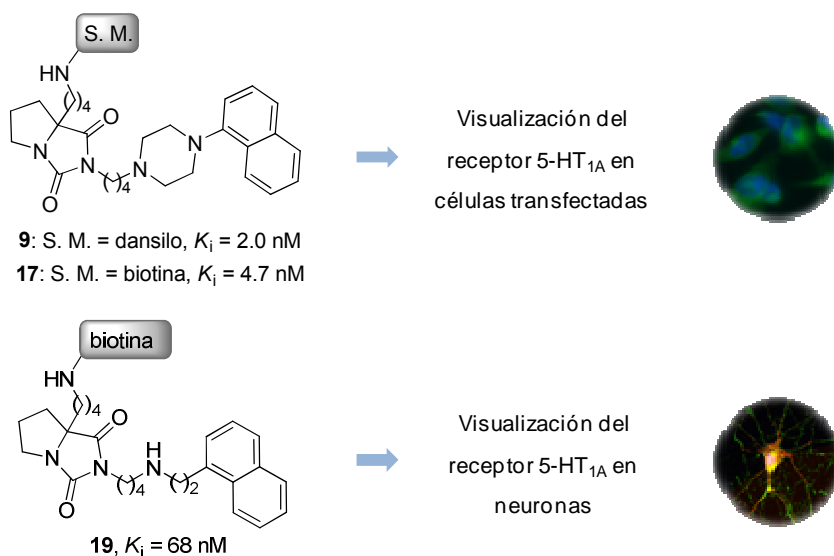 S. M.
HN
( )4
O
N
N
O
( )4
N
N
9: S. M. = dansilo, Ki = 2.0 nM
17: S. M. = biotina, Ki = 4.7 nM
Visualización del
receptor 5-HT1A en
células transfectadas
biotina
HN
( )4
O
N
N
O
( )4
H
N
( )2
19, Ki = 68 nM
Visualización del
receptor 5-HT1A en
neuronas